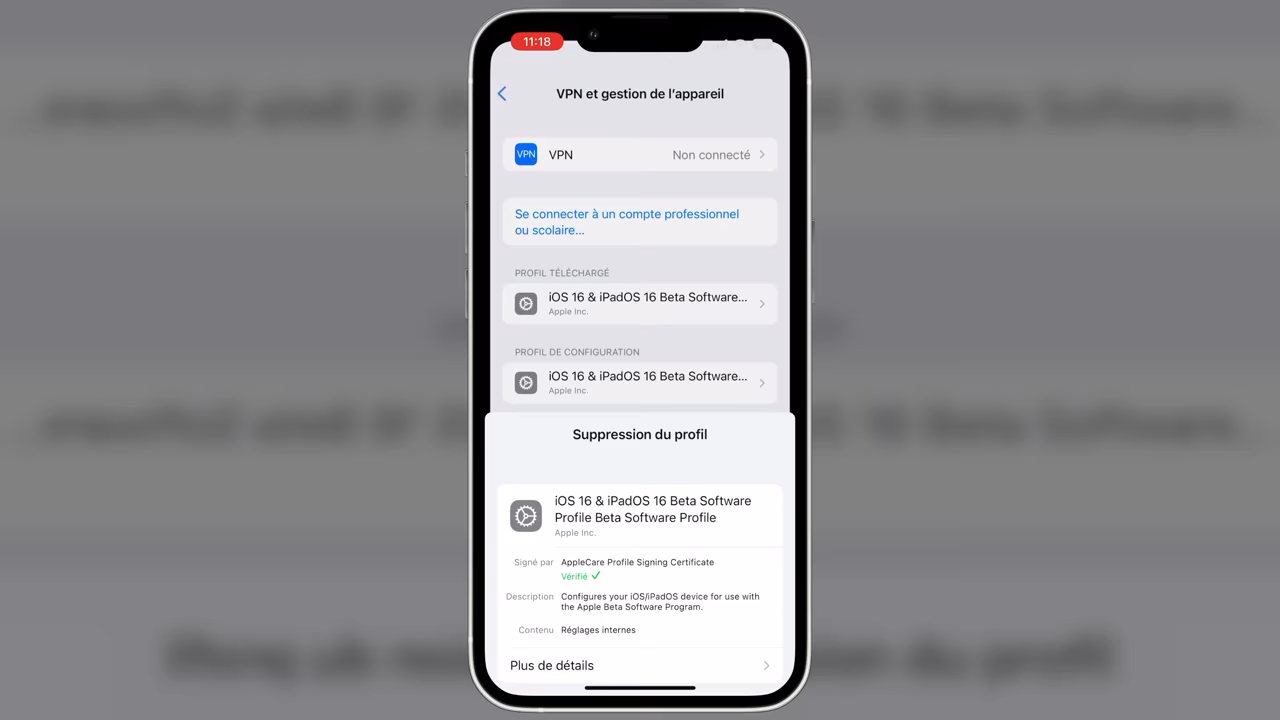 11:18
VPN et gestion de l'appareil
VPN
VPN
Non connecté
Se connecter à un compte professionnel
ou scolaire...
PROFIL TÉLÉCHARGÉ
iOS 16 & iPadOS 16 Beta Software...
Apple Inc.
PROFIL DE CONFIGURATION
iOS 16 & iPadOS 16 Beta Software...
Apple Inc.
Suppression du profil
iOS 16 & iPadOS 16 Beta Software
Profile Beta Software Profile
Apple Inc.
Signé par AppleCare Profile Signing Certificate
Vérifié ✓
Description Configures your iOS/iPadOS device for use with
the Apple Beta Software Program.
Contenu Réglages internes
Plus de détails